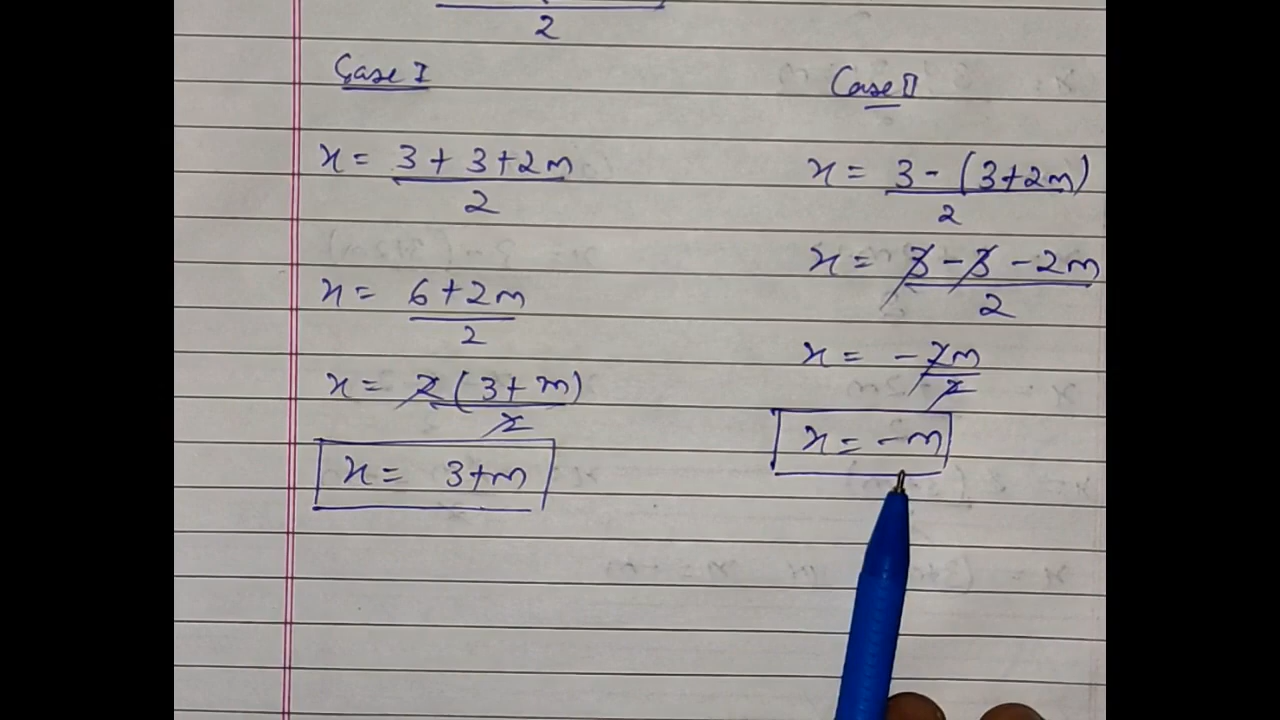 2
Case I
x = 3 + 3 + 2m
2
x = 6 + 2m
2
x = 2 ( 3 + m )
2
x = 3 + m
Case II
x = 3 - ( 3 + 2m )
2
x = 3 - 3 - 2m
2
x = - 2m
2
x = - m